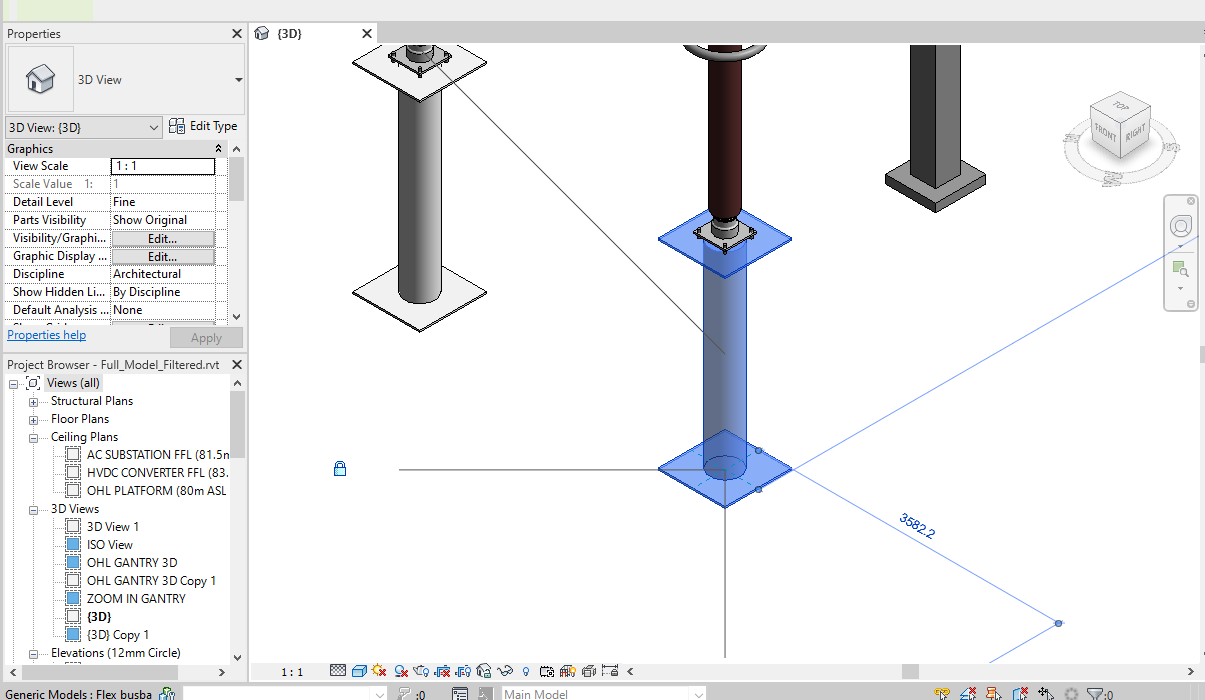 Properties
3D View
3D View: {3D}
Edit Type
Graphics
View Scale 1 : 1
Scale Value 1: 1
Detail Level Fine
Parts Visibility Show Original
Visibility/Graphi... Edit...
Graphic Display ... Edit...
Discipline Architectural
Show Hidden Li... By Discipline
Default Analysis ... None
Properties help
Apply
Project Browser - Full_Model_Filtered.rvt
Views (all)
Structural Plans
Floor Plans
Ceiling Plans
AC SUBSTATION FFL (81.5m
HVDC CONVERTER FFL (83.
OHL PLATFORM (80m ASL
3D Views
3D View 1
ISO View
OHL GANTRY 3D
OHL GANTRY 3D Copy 1
ZOOM IN GANTRY
{3D}
{3D} Copy 1
Elevations (12mm Circle)
{3D}
TOP
FRONT
RIGHT
3582.2
1 : 1
Generic Models : Flex busba
:0
Main Model
:0